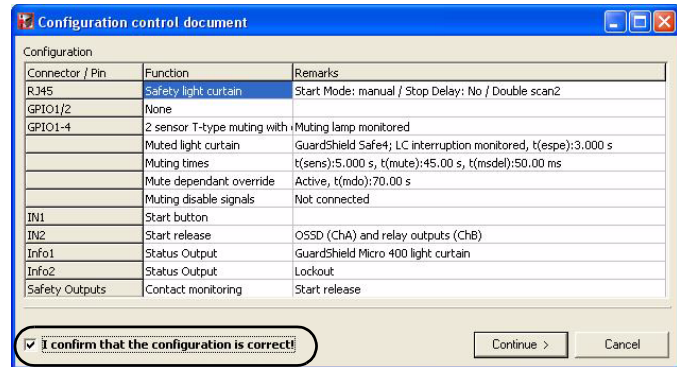 Configuration control document
Configuration
Connector / Pin Function Remarks
RJ45 Safety light curtain Start Mode: manual / Stop Delay: No / Double scan2
GPIO1/2 None
GPIO1-4 2 sensor T-type muting with Muting lamp monitored
Muted light curtain GuardShield Safe4; LC interruption monitored, t(espe):3.000 s
Muting times t(sens):5.000 s, t(mute):45.00 s, t(msdel):50.00 ms
Mute dependant override Active, t(mdo):70.00 s
Muting disable signals Not connected
IN1 Start button
IN2 Start release OSSD (ChA) and relay outputs (ChB)
Info1 Status Output GuardShield Micro 400 light curtain
Info2 Status Output Lockout
Safety Outputs Contact monitoring Start release
I confirm that the configuration is correct!
Continue > Cancel